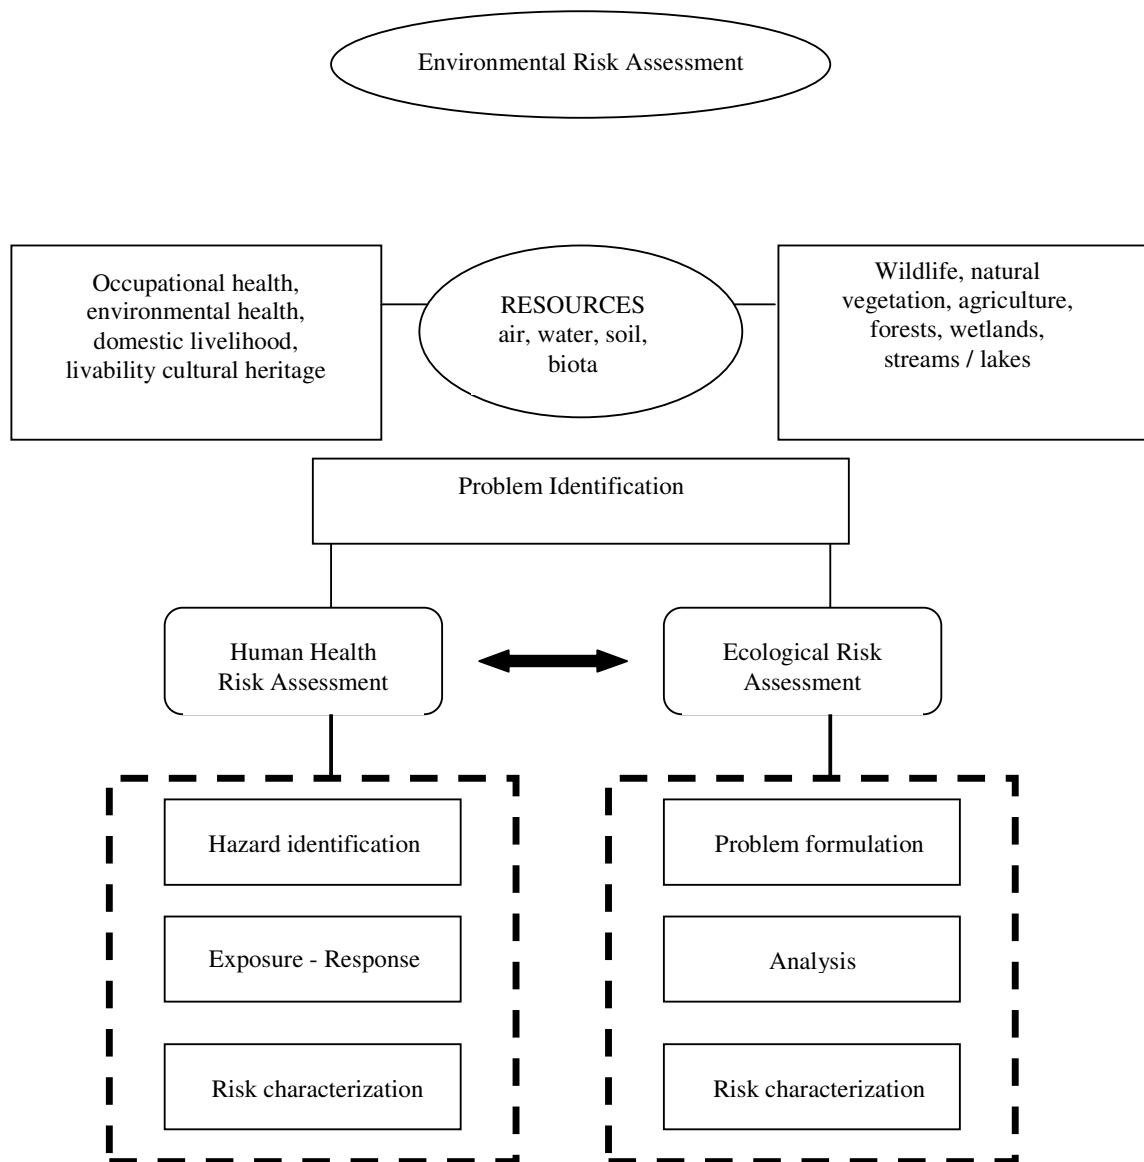 Environmental Risk Assessment
Occupational health,
environmental health,
domestic livelihood,
livability cultural heritage
RESOURCES
air, water, soil,
biota
Wildlife, natural
vegetation, agriculture,
forests, wetlands,
streams / lakes
Problem Identification
Human Health
Risk Assessment
Ecological Risk
Assessment
Hazard identification
Exposure - Response
Risk characterization
Problem formulation
Analysis
Risk characterization